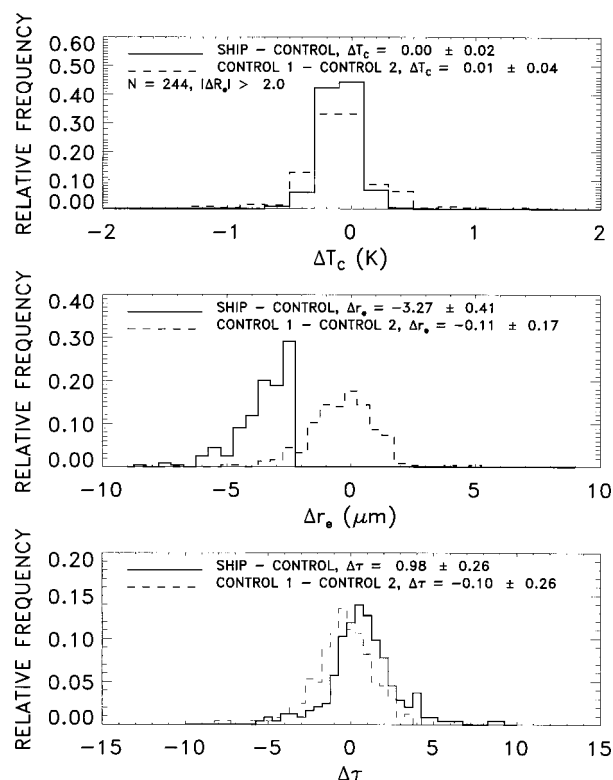 SHIP – CONTROL, ΔT_c = 0.00 ± 0.02
CONTROL 1 – CONTROL 2, ΔT_c = 0.01 ± 0.04
N = 244, |ΔR_e| > 2.0
RELATIVE FREQUENCY
0.60
0.50
0.40
0.30
0.20
0.10
0.00
-2 -1 0 1 2
ΔT_c (K)
SHIP – CONTROL, Δr_e = -3.27 ± 0.41
CONTROL 1 – CONTROL 2, Δr_e = -0.11 ± 0.17
RELATIVE FREQUENCY
0.40
0.30
0.20
0.10
0.00
-10 -5 0 5 10
Δr_e (μm)
SHIP – CONTROL, Δτ = 0.98 ± 0.26
CONTROL 1 – CONTROL 2, Δτ = -0.10 ± 0.26
RELATIVE FREQUENCY
0.20
0.15
0.10
0.05
0.00
-15 -10 -5 0 5 10 15
Δτ